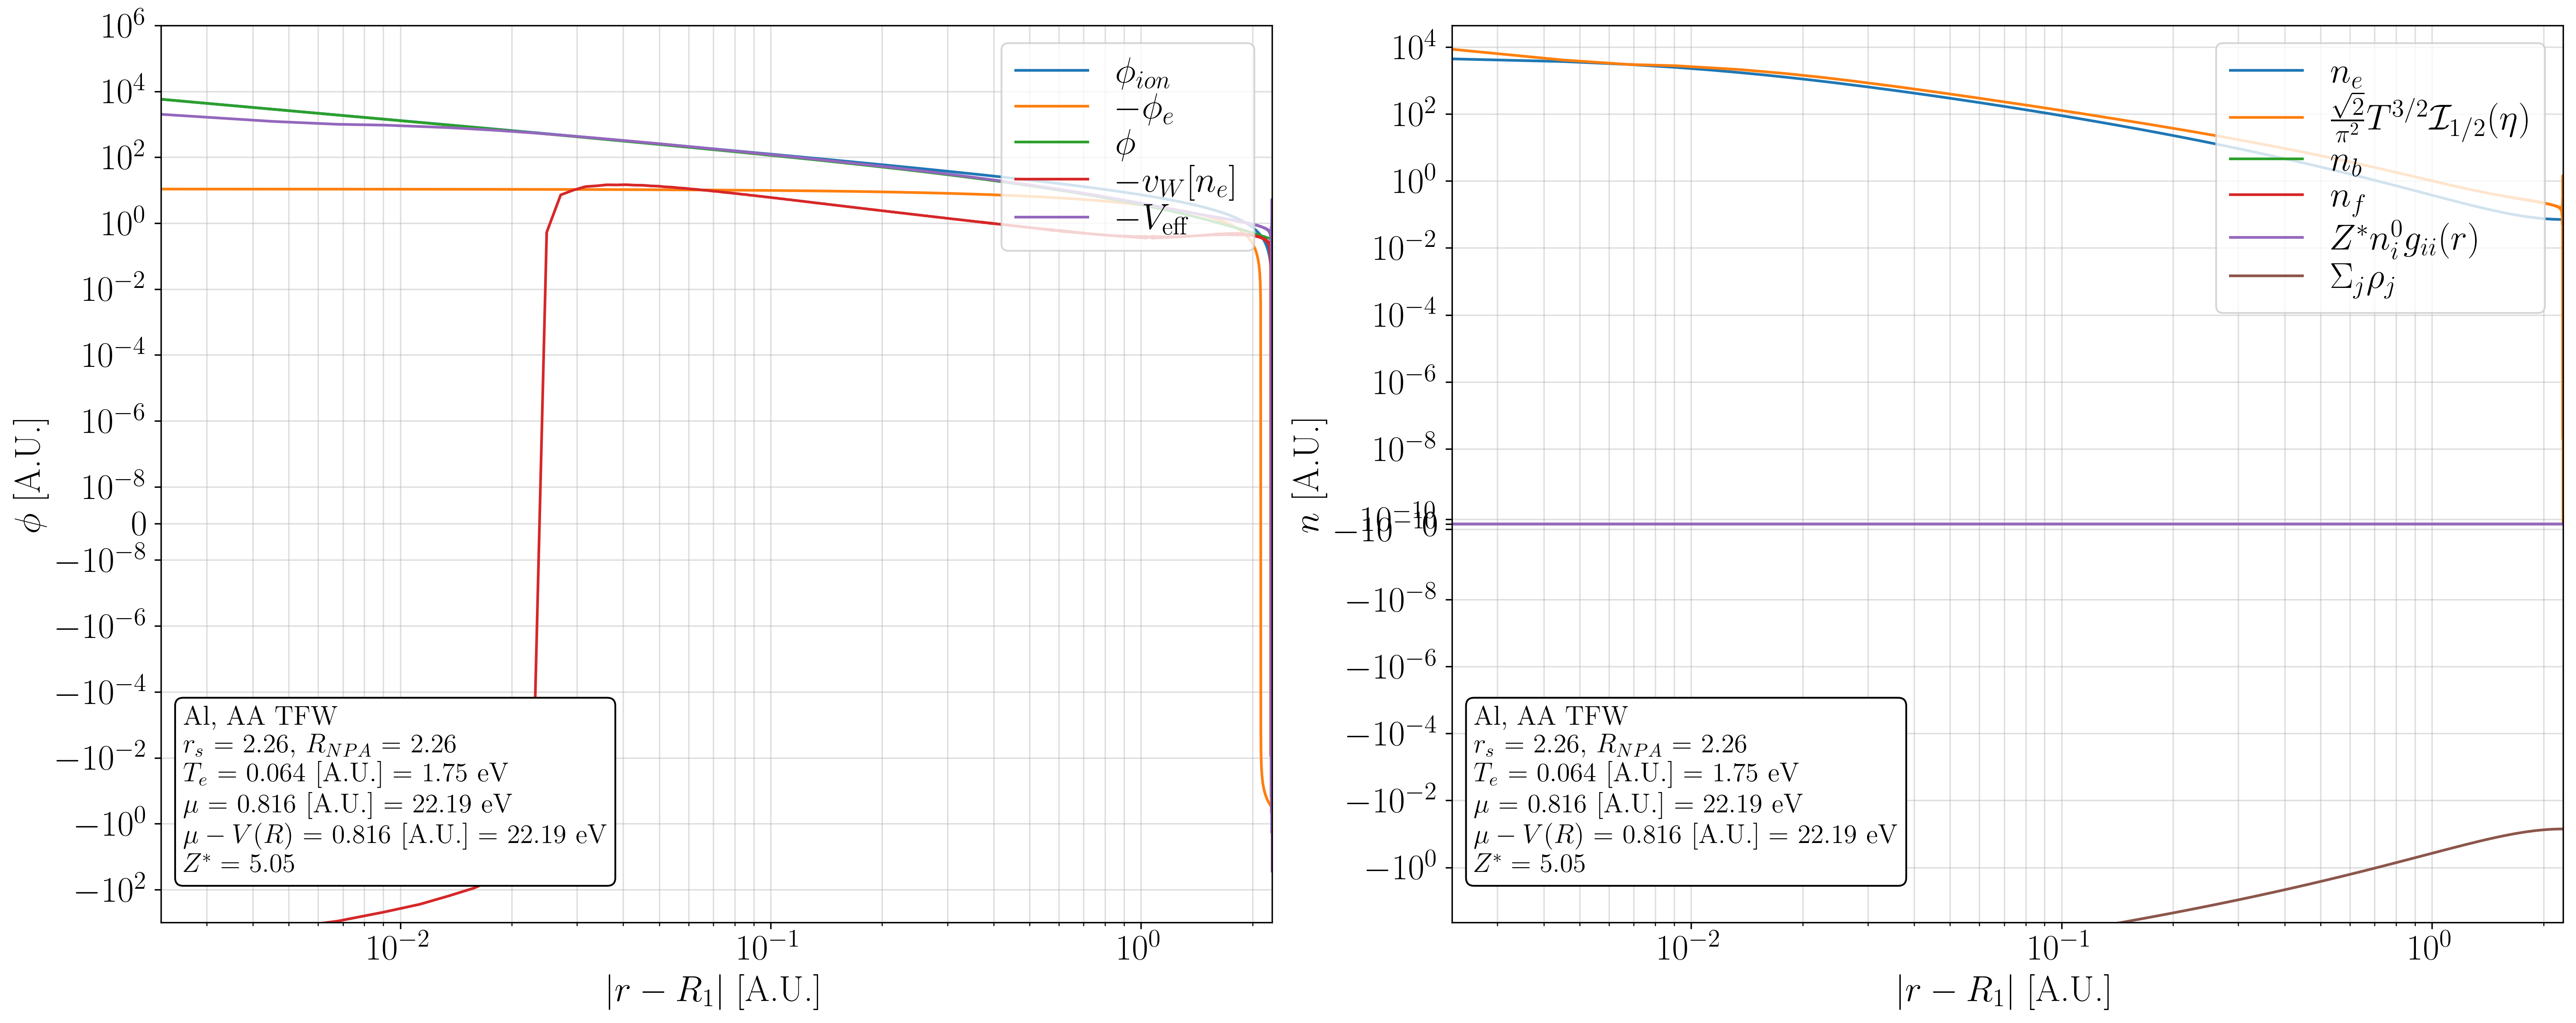 10^6
10^4
10^2
10^0
10^−2
10^−4
10^−6
10^−8
0
−10^−8
−10^−6
−10^−4
−10^−2
−10^0
−10^2
ϕ [A.U.]
ϕ_ion
−ϕ_e
ϕ
−v_W[n_e]
−V_eff
Al, AA TFW
r_s = 2.26, R_NPA = 2.26
T_e = 0.064 [A.U.] = 1.75 eV
μ = 0.816 [A.U.] = 22.19 eV
μ − V(R) = 0.816 [A.U.] = 22.19 eV
Z* = 5.05
10^−2
10^−1
10^0
|r − R_1| [A.U.]
10^4
10^2
10^0
10^−2
10^−4
10^−6
10^−8
10^−10
0
−10^−8
−10^−6
−10^−4
−10^−2
−10^0
n [A.U.]
n_e
√2/π^2 T^3/2 I_1/2(η)
n_b
n_f
Z*n_i^0 g_ii(r)
Σ_j ρ_j
Al, AA TFW
r_s = 2.26, R_NPA = 2.26
T_e = 0.064 [A.U.] = 1.75 eV
μ = 0.816 [A.U.] = 22.19 eV
μ − V(R) = 0.816 [A.U.] = 22.19 eV
Z* = 5.05
10^−2
10^−1
10^0
|r − R_1| [A.U.]